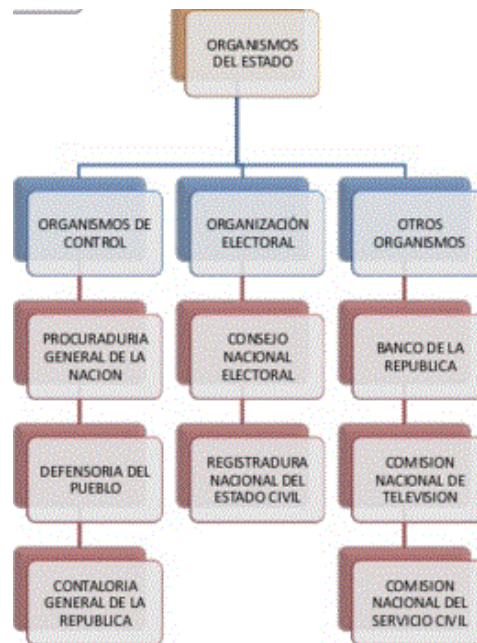 ORGANISMOS
DEL ESTADO
ORGANISMOS DE
CONTROL
ORGANIZACIÓN
ELECTORAL
OTROS
ORGANISMOS
PROCURADURIA
GENERAL DE LA
NACION
CONSEJO
NACIONAL
ELECTORAL
BANCO DE LA
REPUBLICA
DEFENSORIA DEL
PUEBLO
REGISTRADURA
NACIONAL DEL
ESTADO CIVIL
COMISION
NACIONAL DE
TELEVISION
CONTALORIA
GENERAL DE LA
REPUBLICA
COMISION
NACIONAL DEL
SERVICIO CIVIL